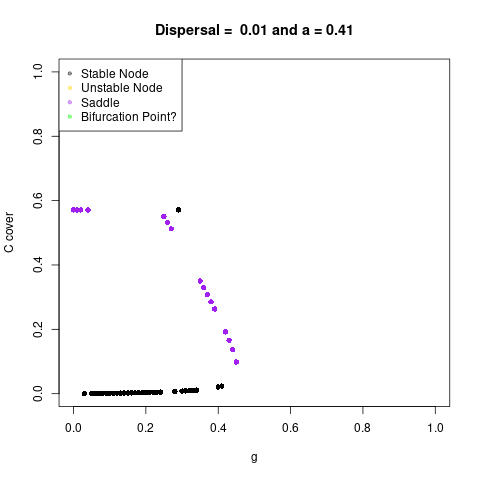 Dispersal =  0.01 and a = 0.41
Stable Node
Unstable Node
Saddle
Bifurcation Point?
C cover
1.0
0.8
0.6
0.4
0.2
0.0
0.0 0.2 0.4 0.6 0.8 1.0
g